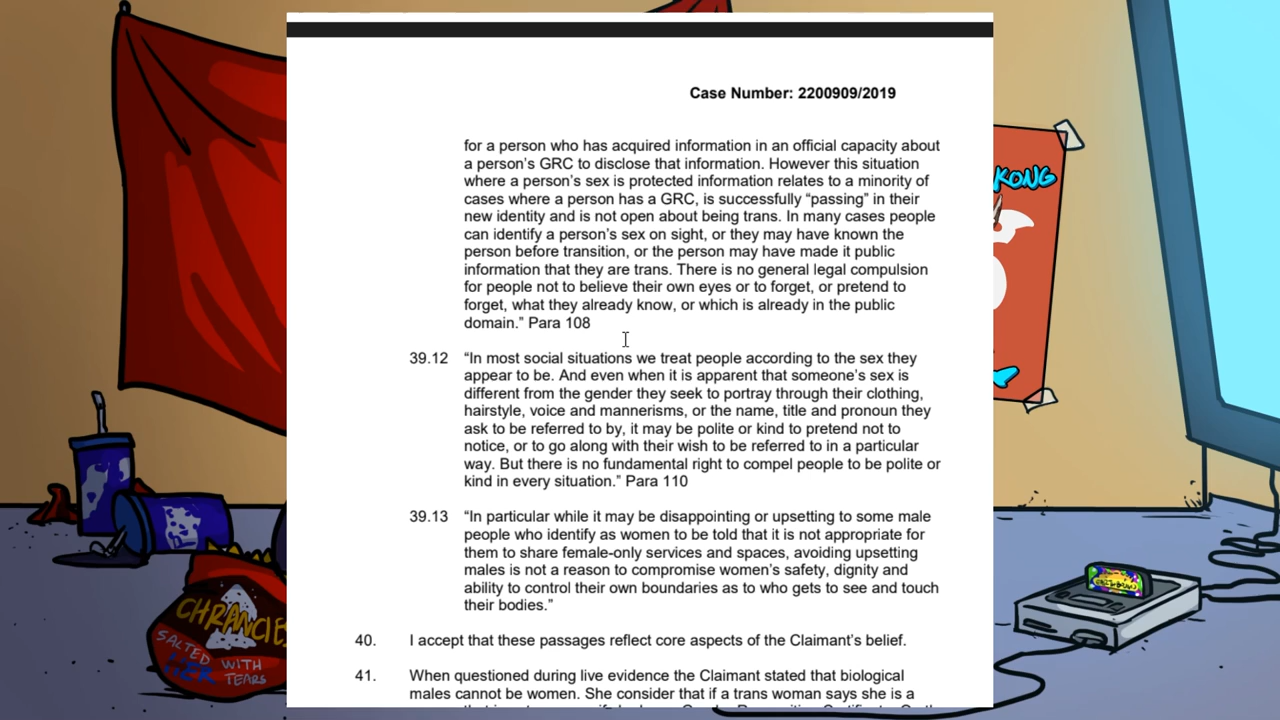 Case Number: 2200909/2019
for a person who has acquired information in an official capacity about
a person's GRC to disclose that information. However this situation
where a person's sex is protected information relates to a minority of
cases where a person has a GRC, is successfully “passing” in their
new identity and is not open about being trans. In many cases people
can identify a person's sex on sight, or they may have known the
person before transition, or the person may have made it public
information that they are trans. There is no general legal compulsion
for people not to believe their own eyes or to forget, or pretend to
forget, what they already know, or which is already in the public
domain.” Para 108
39.12 “In most social situations we treat people according to the sex they
appear to be. And even when it is apparent that someone's sex is
different from the gender they seek to portray through their clothing,
hairstyle, voice and mannerisms, or the name, title and pronoun they
ask to be referred to by, it may be polite or kind to pretend not to
notice, or to go along with their wish to be referred to in a particular
way. But there is no fundamental right to compel people to be polite or
kind in every situation.” Para 110
39.13 “In particular while it may be disappointing or upsetting to some male
people who identify as women to be told that it is not appropriate for
them to share female-only services and spaces, avoiding upsetting
males is not a reason to compromise women's safety, dignity and
ability to control their own boundaries as to who gets to see and touch
their bodies.”
40. I accept that these passages reflect core aspects of the Claimant's belief.
41. When questioned during live evidence the Claimant stated that biological
males cannot be women. She consider that if a trans woman says she is a
KONG
SALTED WITH
HER TEARS